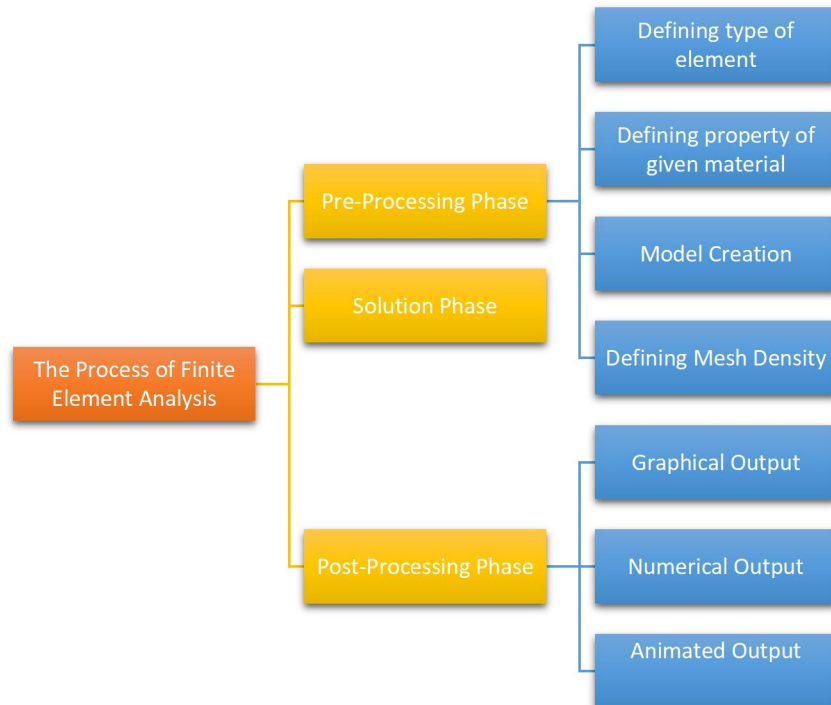 The Process of Finite
Element Analysis
Pre-Processing Phase
Defining type of
element
Defining property of
given material
Model Creation
Defining Mesh Density
Solution Phase
Post-Processing Phase
Graphical Output
Numerical Output
Animated Output